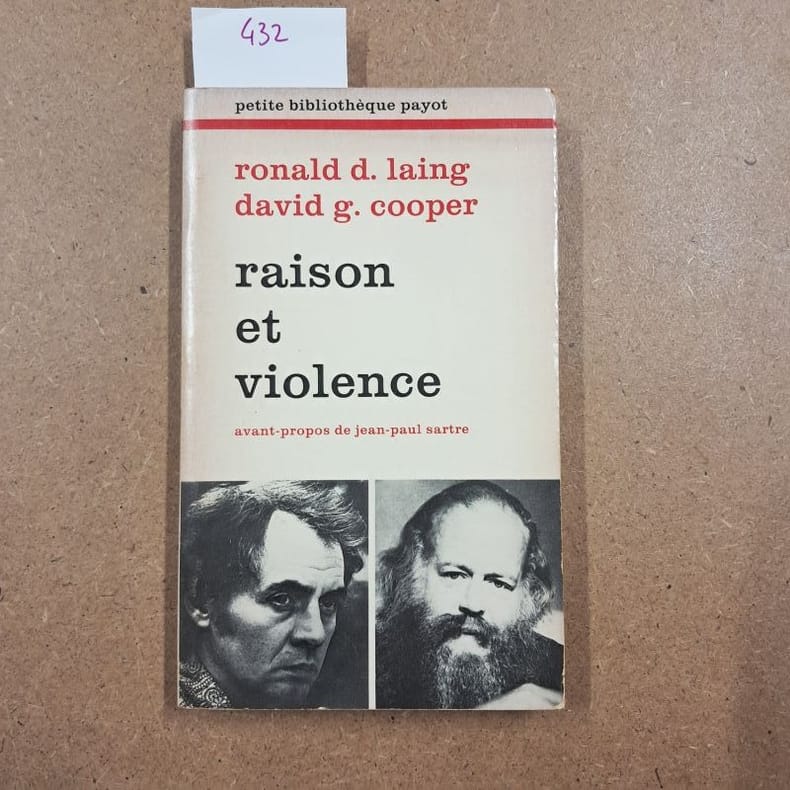 432
petite bibliothèque payot
ronald d. laing
david g. cooper
raison
et
violence
avant-propos de jean-paul sartre